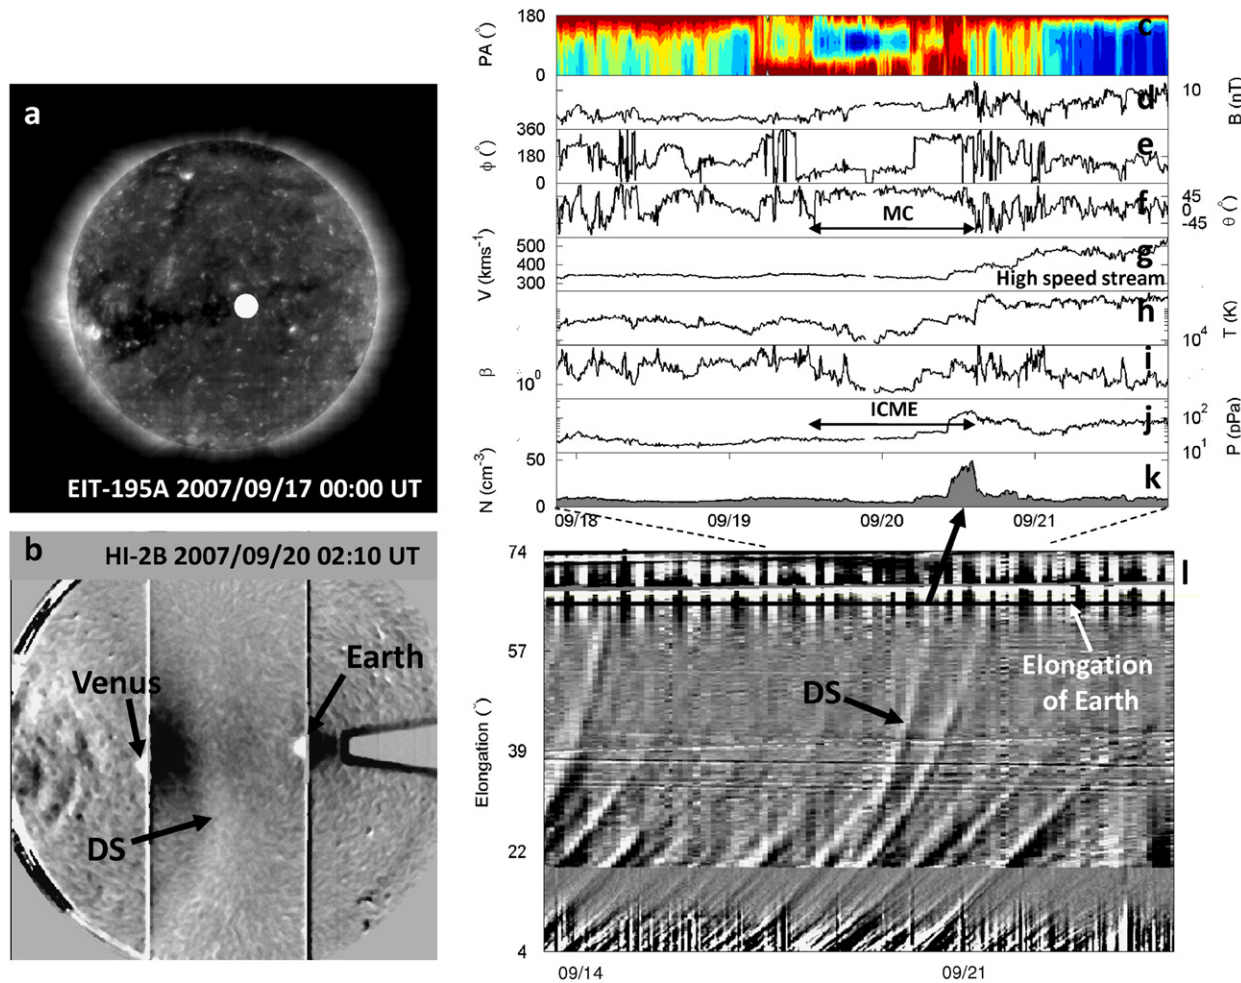 a
EIT-195A 2007/09/17 00:00 UT
b
HI-2B 2007/09/20 02:10 UT
Venus
Earth
DS
180
PA (°)
0
c
d
10
B (nT)
360
ϕ (°)
180
0
e
f
MC
45
0
-45
θ (°)
V (kms⁻¹)
500
400
300
g
High speed stream
h
10⁴
T (K)
β
10⁰
i
ICME
j
10²
10¹
P (pPa)
N (cm⁻³)
50
0
k
09/18
09/19
09/20
09/21
74
57
39
22
4
Elongation (°)
l
Elongation
of Earth
DS
09/14
09/21